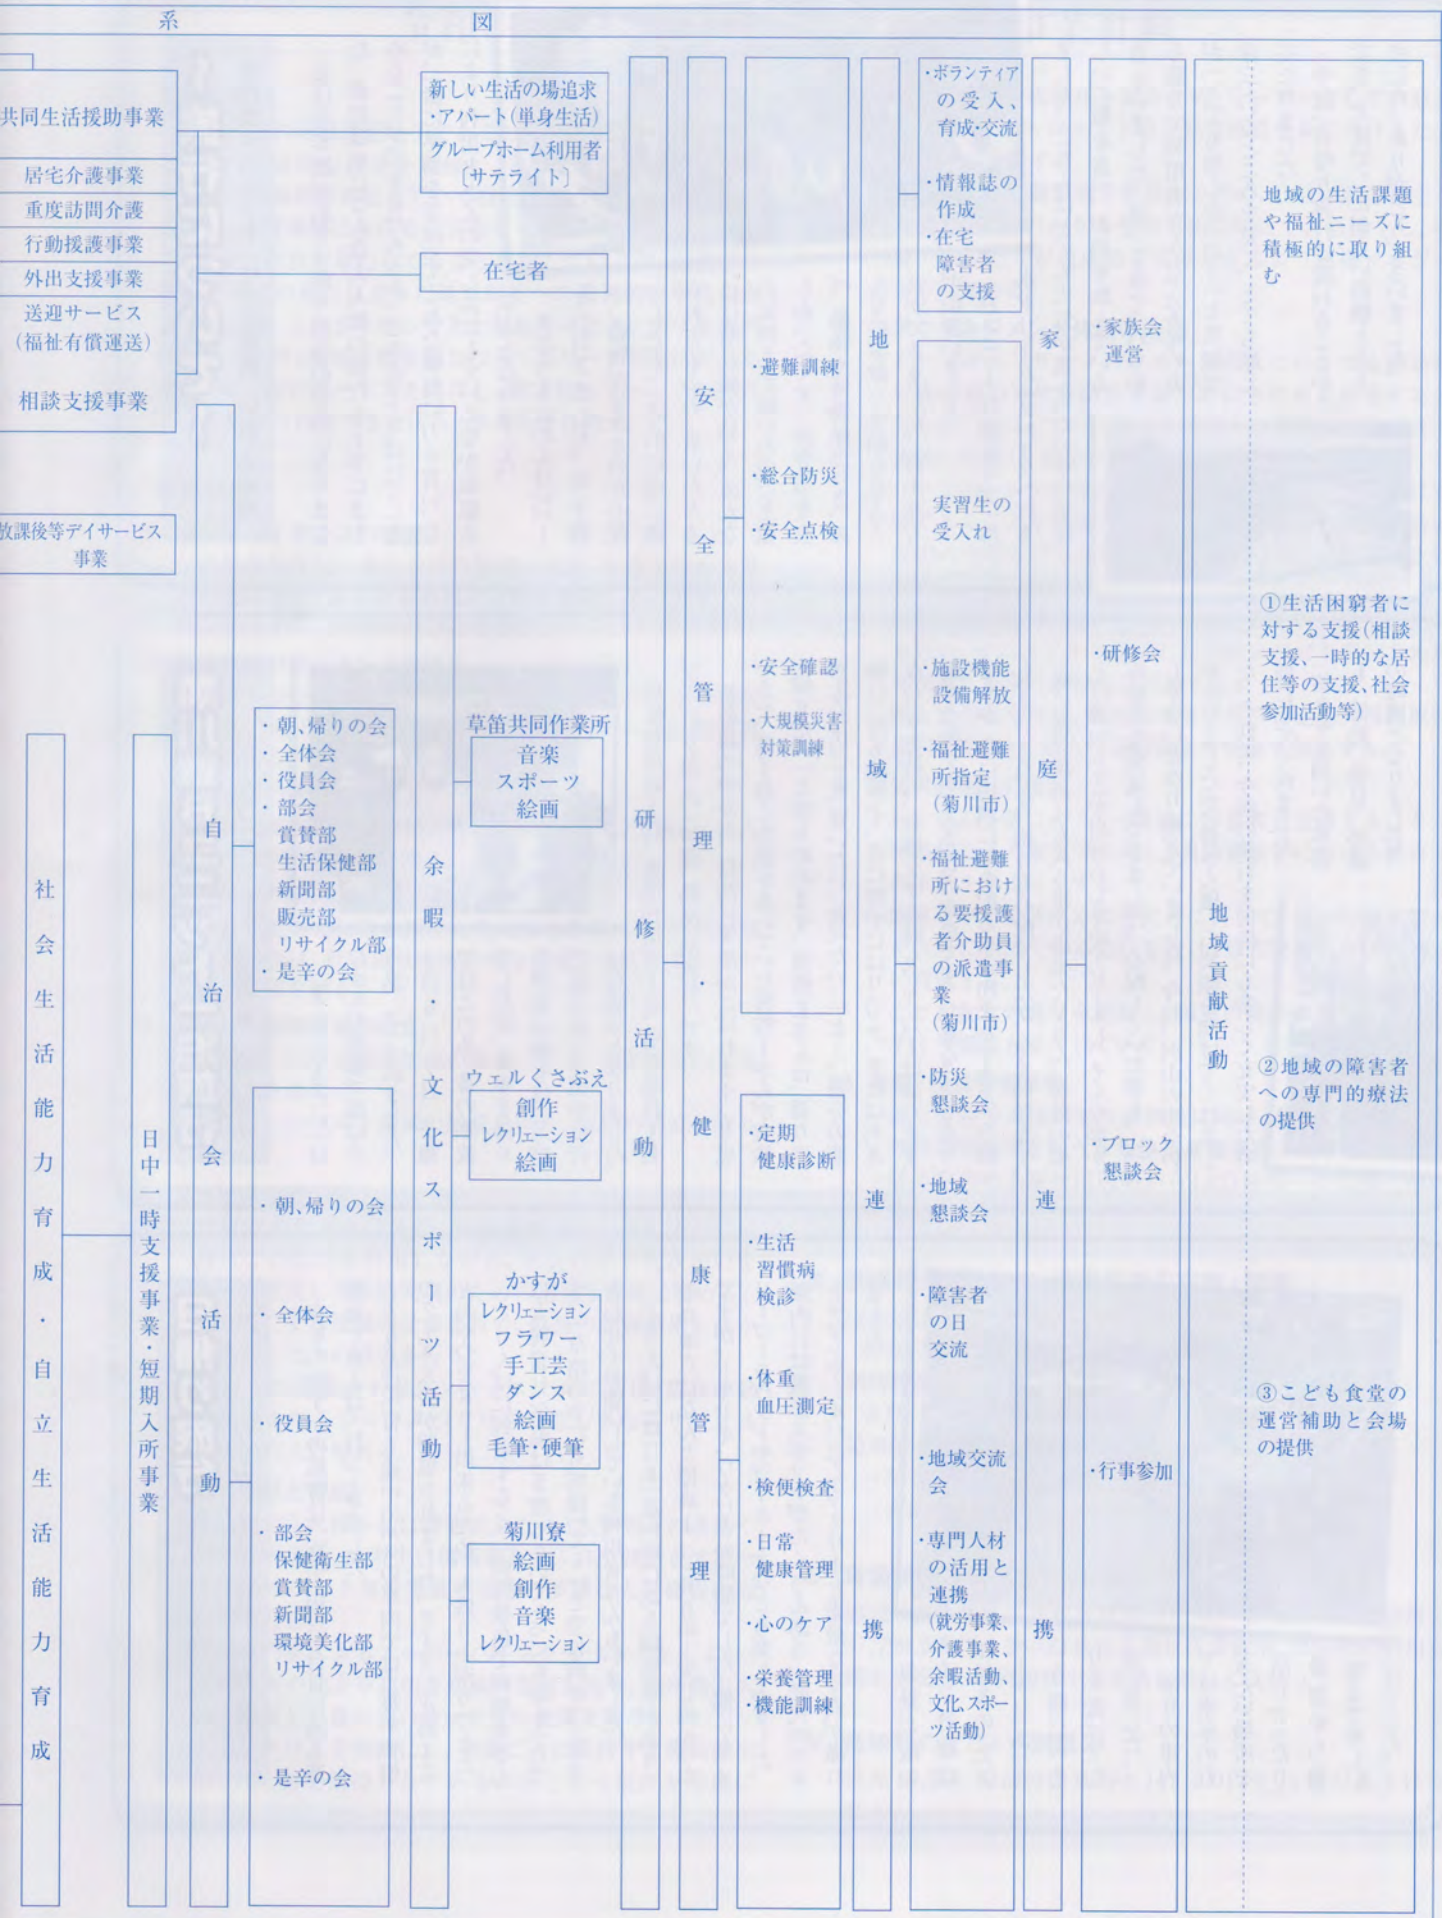 系図
共同生活援助事業
居宅介護事業
重度訪問介護
行動援護事業
外出支援事業
送迎サービス
(福祉有償運送)
相談支援事業
放課後等デイサービス
事業
新しい生活の場追求
・アパート(単身生活)
グループホーム利用者
〔サテライト〕
在宅者
社会生活能力育成・自立生活能力育成
日中一時支援事業・短期入所事業
自治会活動
・朝、帰りの会
・全体会
・役員会
・部会
賞賛部
生活保健部
新聞部
販売部
リサイクル部
・是辛の会
・朝、帰りの会
・全体会
・役員会
・部会
保健衛生部
賞賛部
新聞部
環境美化部
リサイクル部
・是辛の会
余暇・文化スポーツ活動
草笛共同作業所
音楽
スポーツ
絵画
ウェルくさぶえ
創作
レクリェーション
絵画
かすが
レクリェーション
フラワー
手工芸
ダンス
絵画
毛筆・硬筆
菊川寮
絵画
創作
音楽
レクリェーション
研修活動
安全管理・健康管理
・避難訓練
・総合防災
・安全点検
・安全確認
・大規模災害
対策訓練
・定期
健康診断
・生活
習慣病
検診
・体重
血圧測定
・検便検査
・日常
健康管理
・心のケア
・栄養管理
・機能訓練
地域連携
・ボランティア
の受入、
育成・交流
・情報誌の
作成
・在宅
障害者
の支援
実習生の
受入れ
・施設機能
設備解放
・福祉避難
所指定
(菊川市)
・福祉避難
所におけ
る要援護
者介助員
の派遣事
業
(菊川市)
・防災
懇談会
・地域
懇談会
・障害者
の日
交流
・地域交流
会
・専門人材
の活用と
連携
(就労事業、
介護事業、
余暇活動、
文化、スポー
ツ活動)
家庭連携
・家族会
運営
・研修会
・ブロック
懇談会
・行事参加
地域貢献活動
地域の生活課題
や福祉ニーズに
積極的に取り組
む
①生活困窮者に
対する支援(相談
支援、一時的な居
住等の支援、社会
参加活動等)
②地域の障害者
への専門的療法
の提供
③こども食堂の
運営補助と会場
の提供